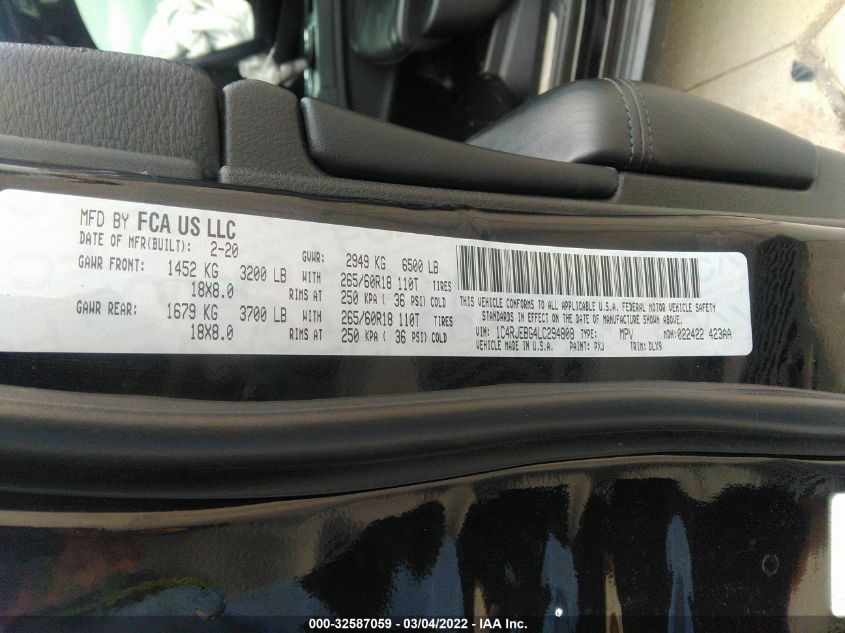 MFD BY FCA US LLC
DATE OF MFR(BUILT): 2-20 GVWR: 2949 KG 6500 LB
GAWR FRONT: 1452 KG 3200 LB WITH 265/60R18 110T TIRES
18X8.0 RIMS AT 250 KPA ( 36 PSI) COLD
GAWR REAR: 1679 KG 3700 LB WITH 265/60R18 110T TIRES
18X8.0 RIMS AT 250 KPA ( 36 PSI) COLD
THIS VEHICLE CONFORMS TO ALL APPLICABLE U.S.A. FEDERAL MOTOR VEHICLE SAFETY
STANDARDS IN EFFECT ON THE DATE OF MANUFACTURE SHOWN ABOVE.
VIN: 1C4RJEBG4LC294808 TYPE: MPV MDH: 022422 423AA
VEHICLE MADE IN U.S.A. PAINT: PXJ TRIM: DLX9
000-32587059 - 03/04/2022 - IAA Inc.